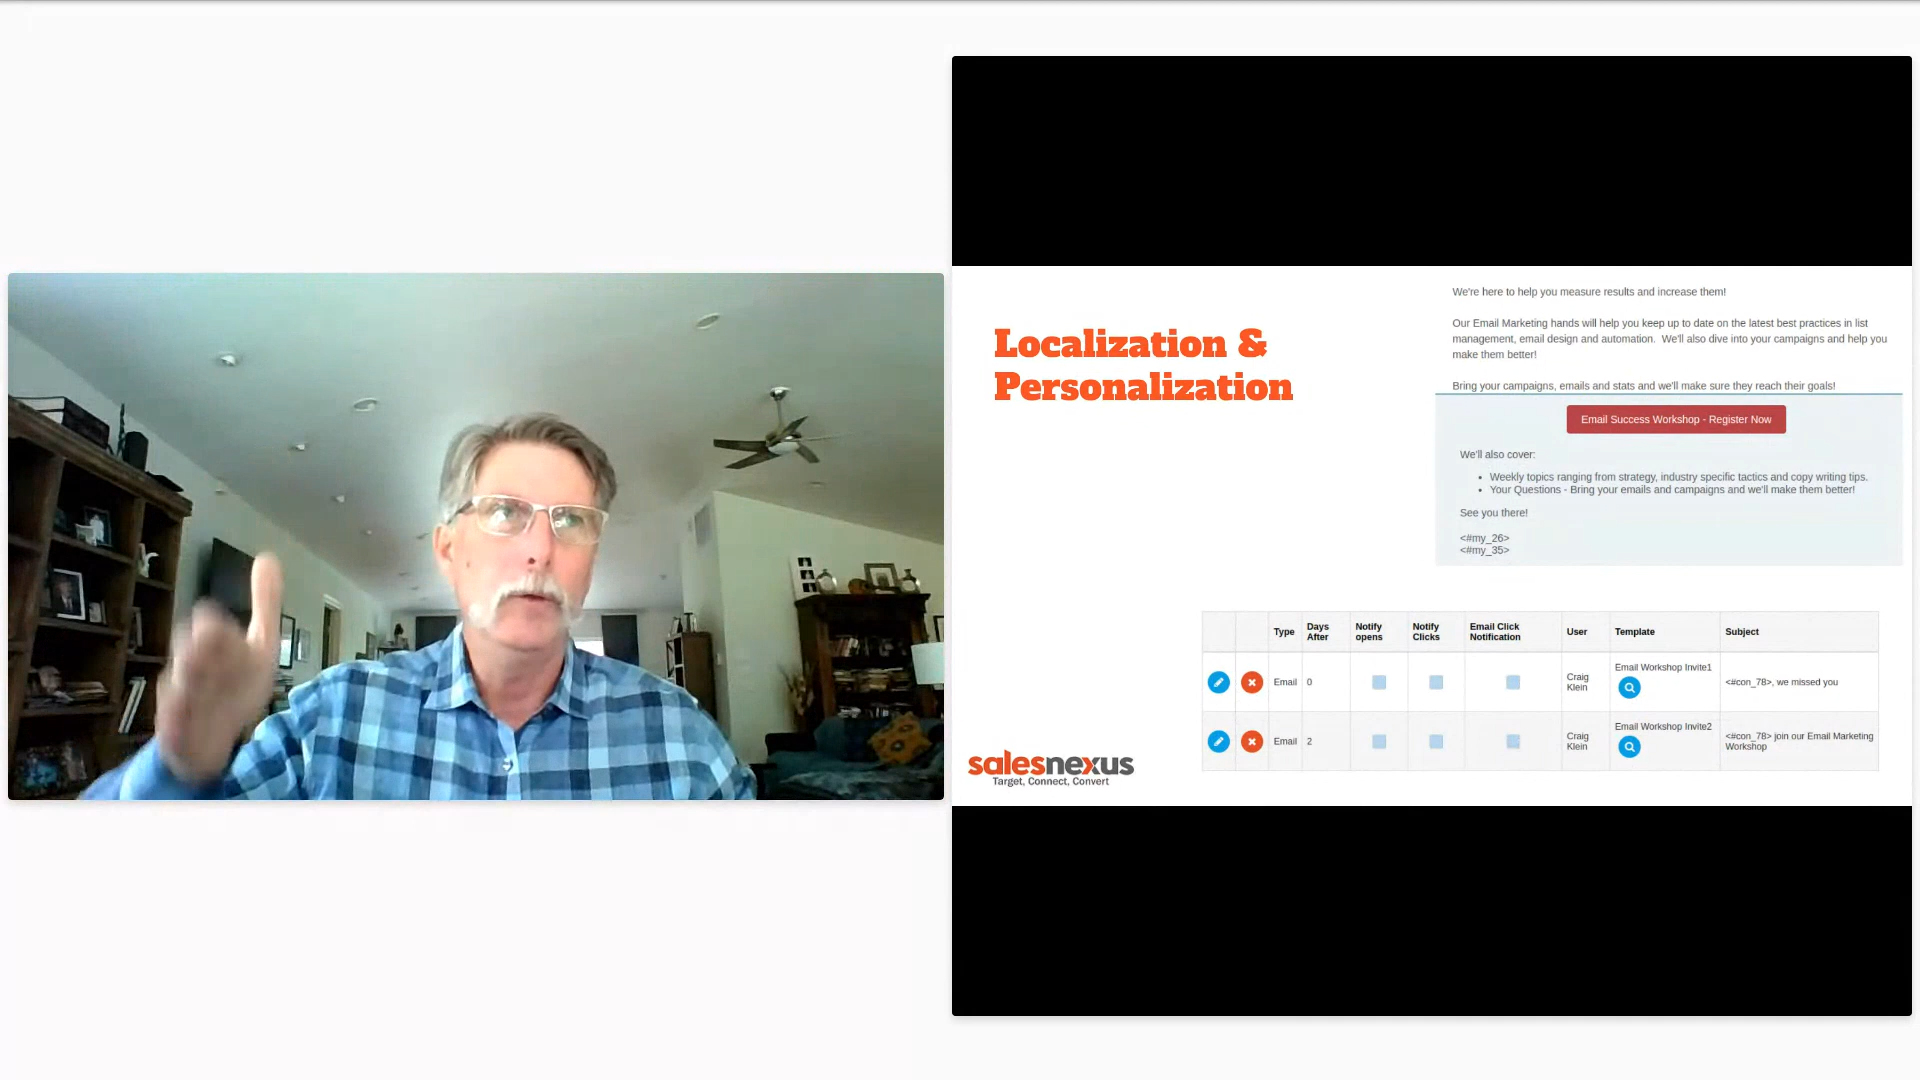 Localization &
Personalization
We're here to help you measure results and increase them!
Our Email Marketing hands will help you keep up to date on the latest best practices in list
management, email design and automation.  We'll also dive into your campaigns and help you
make them better!
Bring your campaigns, emails and stats and we'll make sure they reach their goals!
Email Success Workshop - Register Now
We'll also cover:
• Weekly topics ranging from strategy, industry specific tactics and copy writing tips.
• Your Questions - Bring your emails and campaigns and we'll make them better!
See you there!
<#my_26>
<#my_35>
Type Days After Notify opens Notify Clicks Email Click Notification User Template Subject
Email 0 Craig Klein Email Workshop Invite1 <#con_78>, we missed you
Email 2 Craig Klein Email Workshop Invite2 <#con_78> join our Email Marketing Workshop
salesnexus
Target, Connect, Convert